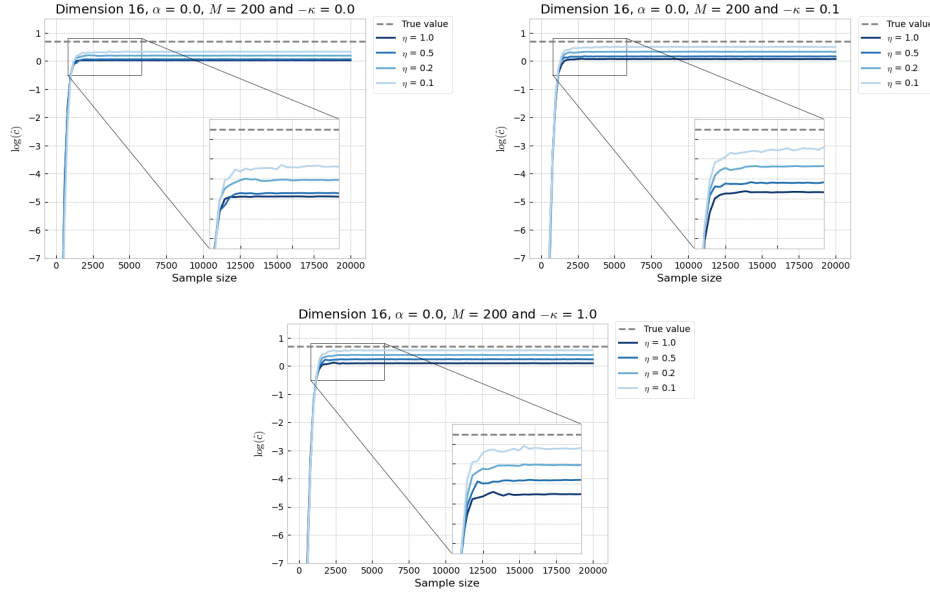 Dimension 16, α = 0.0, M = 200 and −κ = 0.0
1
0
−1
−2
−3
−4
−5
−6
−7
log(ĉ)
0 2500 5000 7500 10000 12500 15000 17500 20000
Sample size
True value
η = 1.0
η = 0.5
η = 0.2
η = 0.1
Dimension 16, α = 0.0, M = 200 and −κ = 0.1
1
0
−1
−2
−3
−4
−5
−6
−7
log(ĉ)
0 2500 5000 7500 10000 12500 15000 17500 20000
Sample size
True value
η = 1.0
η = 0.5
η = 0.2
η = 0.1
Dimension 16, α = 0.0, M = 200 and −κ = 1.0
1
0
−1
−2
−3
−4
−5
−6
−7
log(ĉ)
0 2500 5000 7500 10000 12500 15000 17500 20000
Sample size
True value
η = 1.0
η = 0.5
η = 0.2
η = 0.1